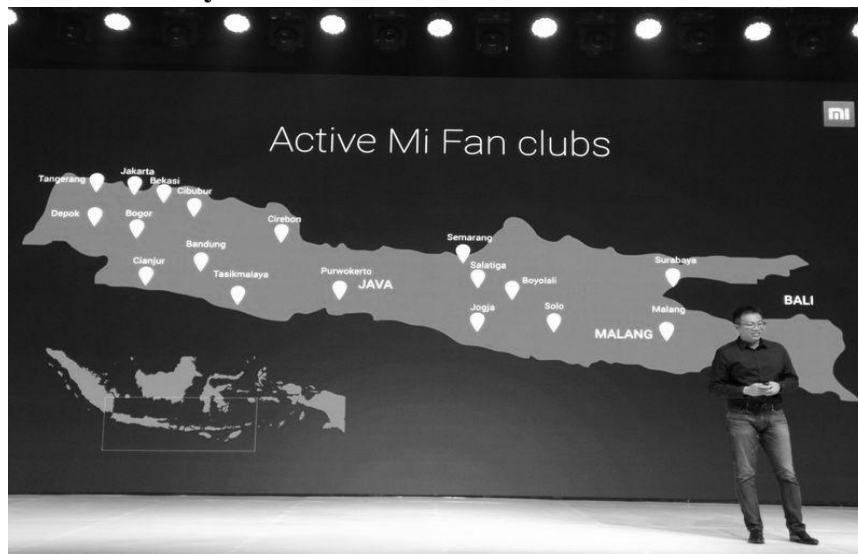 mi
Active Mi Fan clubs
Tangerang
Jakarta
Bekasi
Cibubur
Depok
Bogor
Cirebon
Bandung
Cianjur
Tasikmalaya
Purwokerto
JAVA
Semarang
Salatiga
Boyolali
Jogja
Solo
Surabaya
Malang
MALANG
BALI